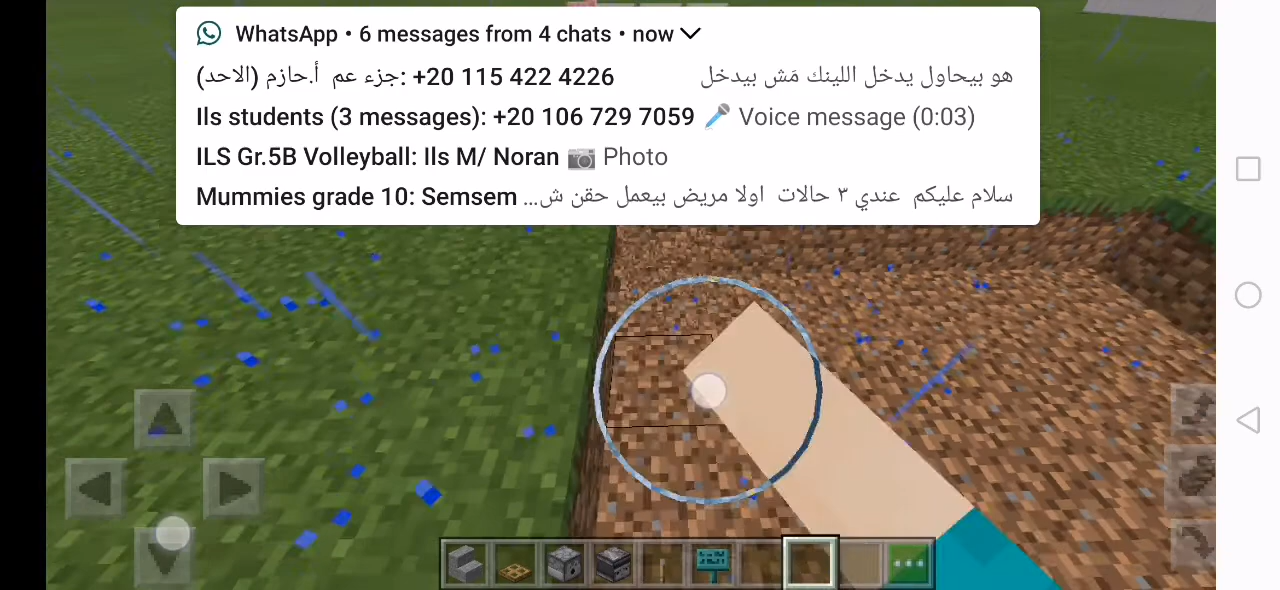 WhatsApp • 6 messages from 4 chats • now
جزء عم أ.حازم (الاحد): +20 115 422 4226 هو بيحاول يدخل اللينك مَش بيدخل
Ils students (3 messages): +20 106 729 7059 🎤 Voice message (0:03)
ILS Gr.5B Volleyball: Ils M/ Noran 📷 Photo
Mummies grade 10: Semsem سلام عليكم عندي ٣ حالات اولا مريض بيعمل حقن ش...